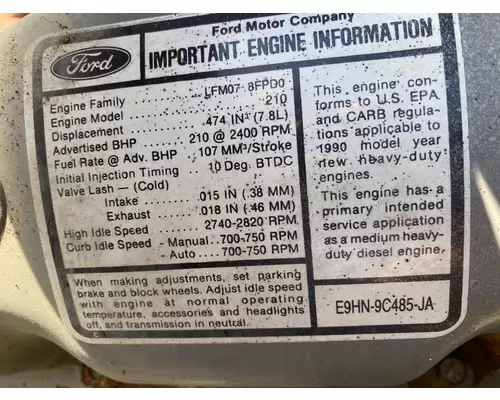 Ford Motor Company
Ford
IMPORTANT ENGINE INFORMATION
Engine Family LFM07. 8FPD0
Engine Model 210
Displacement 474 IN³ (7.8L)
Advertised BHP 210 @ 2400 RPM
Fuel Rate @ Adv. BHP 107 MM³/Stroke
Initial Injection Timing 10 Deg. BTDC
Valve Lash — (Cold)
Intake .015 IN (.38 MM)
Exhaust .018 IN (.46 MM)
High Idle Speed 2740-2820 RPM
Curb Idle Speed - Manual 700-750 RPM
- Auto 700-750 RPM
When making adjustments, set parking
brake and block wheels. Adjust idle speed
with engine at normal operating
temperature, accessories and headlights
off, and transmission in neutral.
This engine con-
forms to U.S. EPA
and CARB regula-
tions applicable to
1990 model year
new heavy-duty
engines.
This engine has a
primary intended
service application
as a medium heavy-
duty diesel engine.
E9HN-9C485-JA